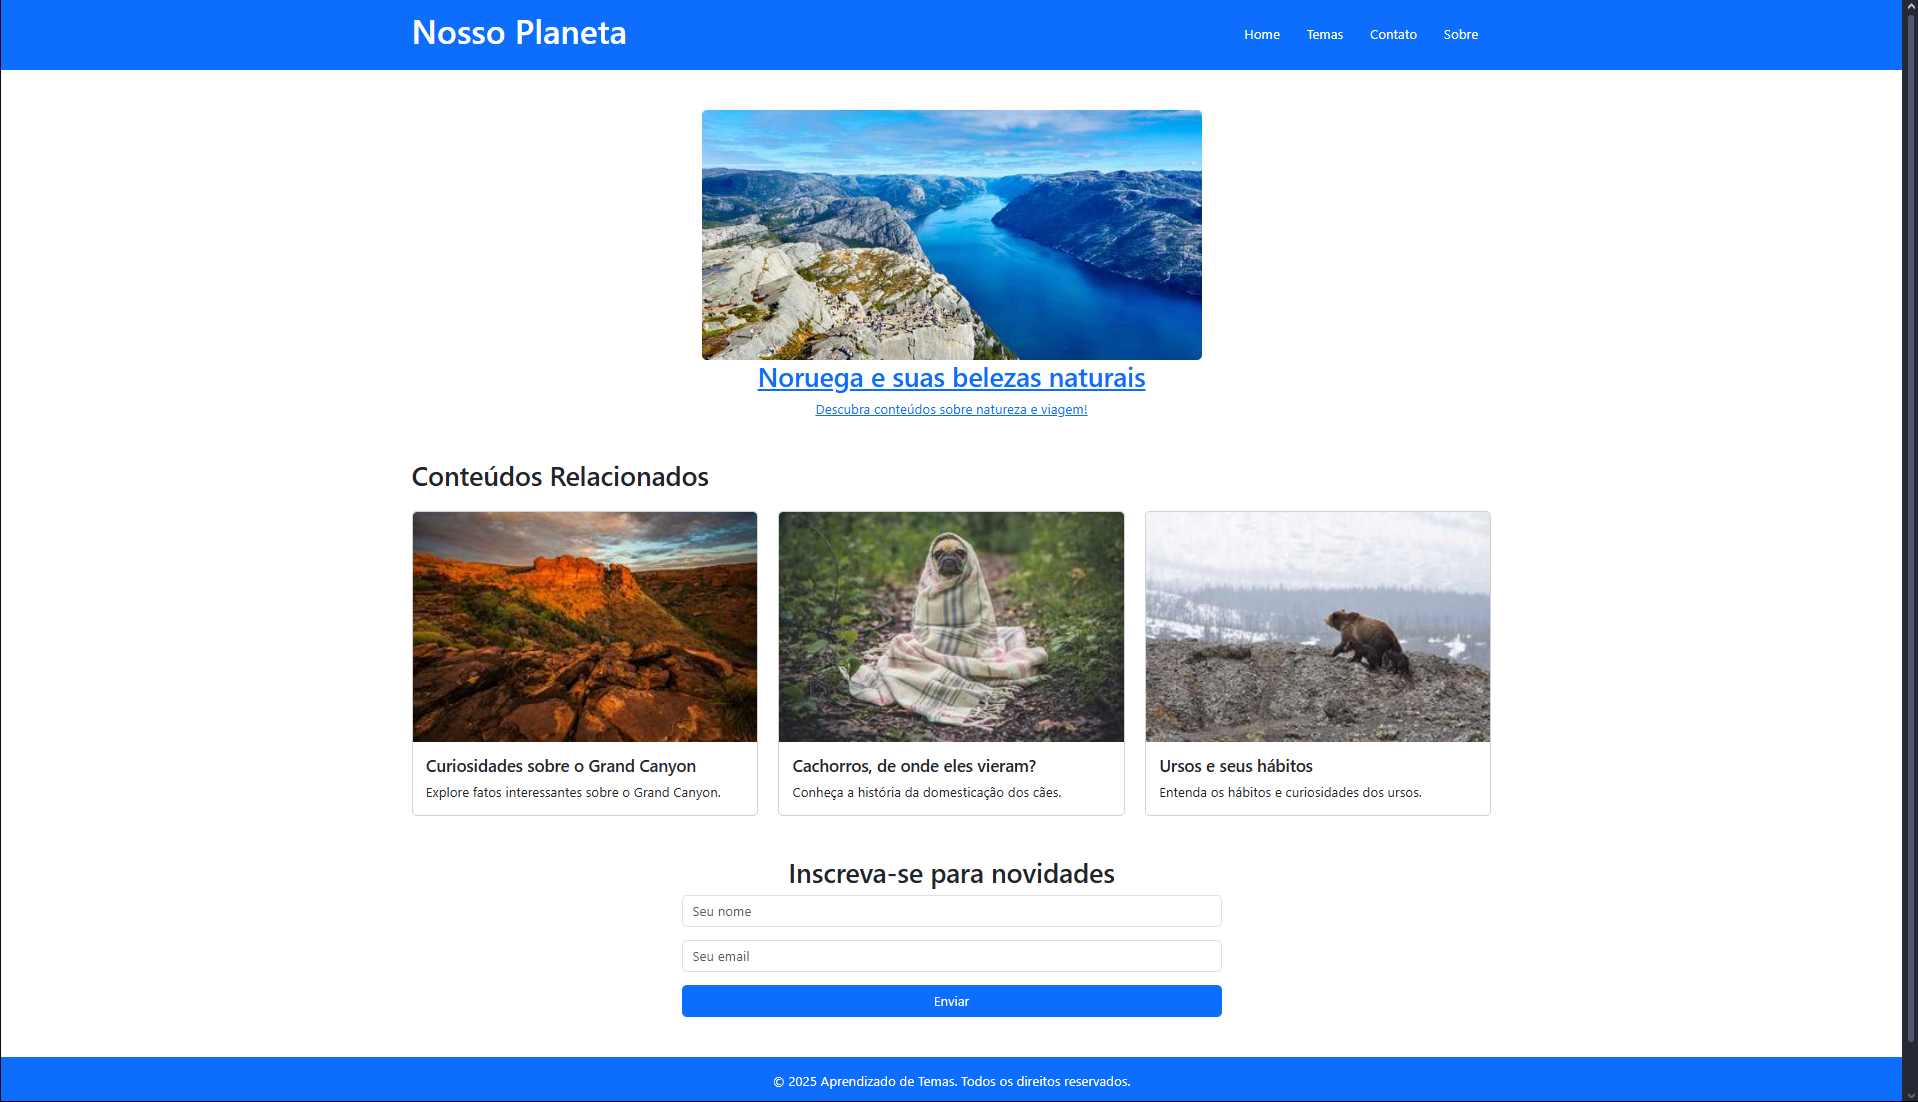 Nosso Planeta
Home Temas Contato Sobre
Noruega e suas belezas naturais
Descubra conteúdos sobre natureza e viagem!
Conteúdos Relacionados
Curiosidades sobre o Grand Canyon
Explore fatos interessantes sobre o Grand Canyon.
Cachorros, de onde eles vieram?
Conheça a história da domesticação dos cães.
Ursos e seus hábitos
Entenda os hábitos e curiosidades dos ursos.
Inscreva-se para novidades
Seu nome
Seu email
Enviar
© 2025 Aprendizado de Temas. Todos os direitos reservados.